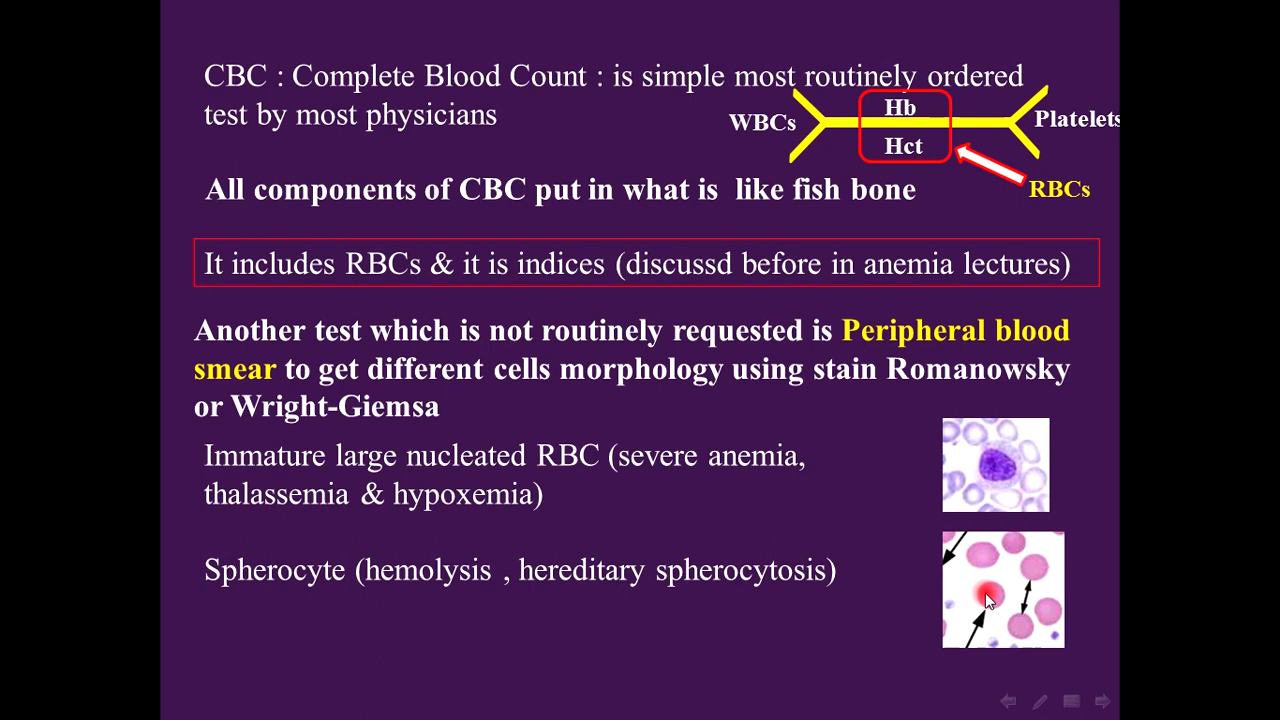 CBC : Complete Blood Count : is simple most routinely ordered
test by most physicians
WBCs
Hb
Hct
Platelets
RBCs
All components of CBC put in what is like fish bone
It includes RBCs & it is indices (discussd before in anemia lectures)
Another test which is not routinely requested is Peripheral blood
smear to get different cells morphology using stain Romanowsky
or Wright-Giemsa
Immature large nucleated RBC (severe anemia,
thalassemia & hypoxemia)
Spherocyte (hemolysis , hereditary spherocytosis)